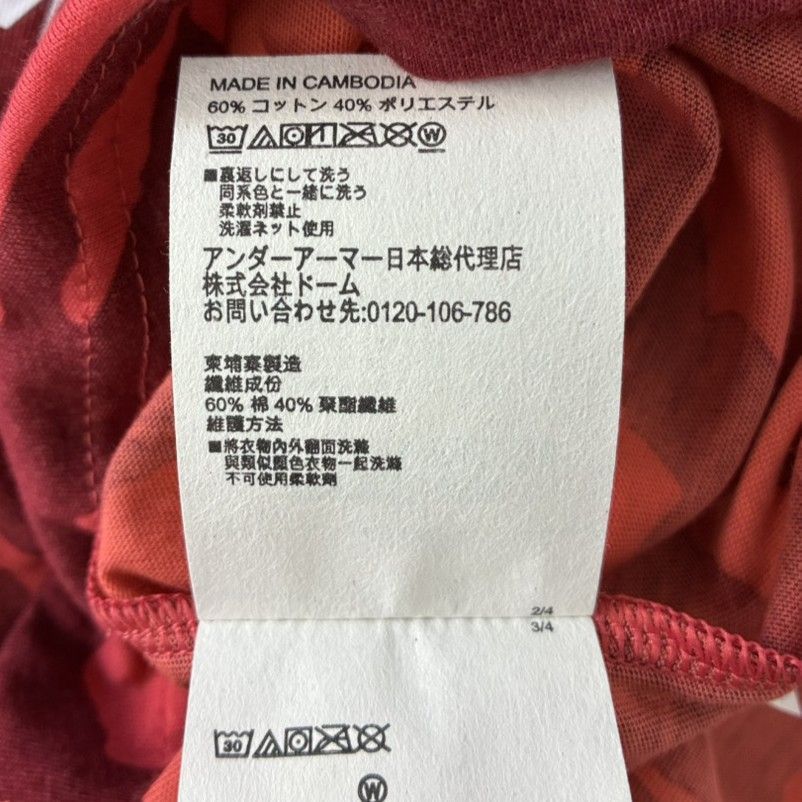 MADE IN CAMBODIA
60% コットン 40% ポリエステル
30 W
■裏返しにして洗う
同系色と一緒に洗う
柔軟剤禁止
洗濯ネット使用
アンダーアーマー日本総代理店
株式会社ドーム
お問い合わせ先:0120-106-786
柬埔寨製造
纖維成份
60% 棉 40% 聚酯纖維
維護方法
■將衣物內外翻面洗滌
與類似顏色衣物一起洗滌
不可使用柔軟劑
2/4
3/4
30
W